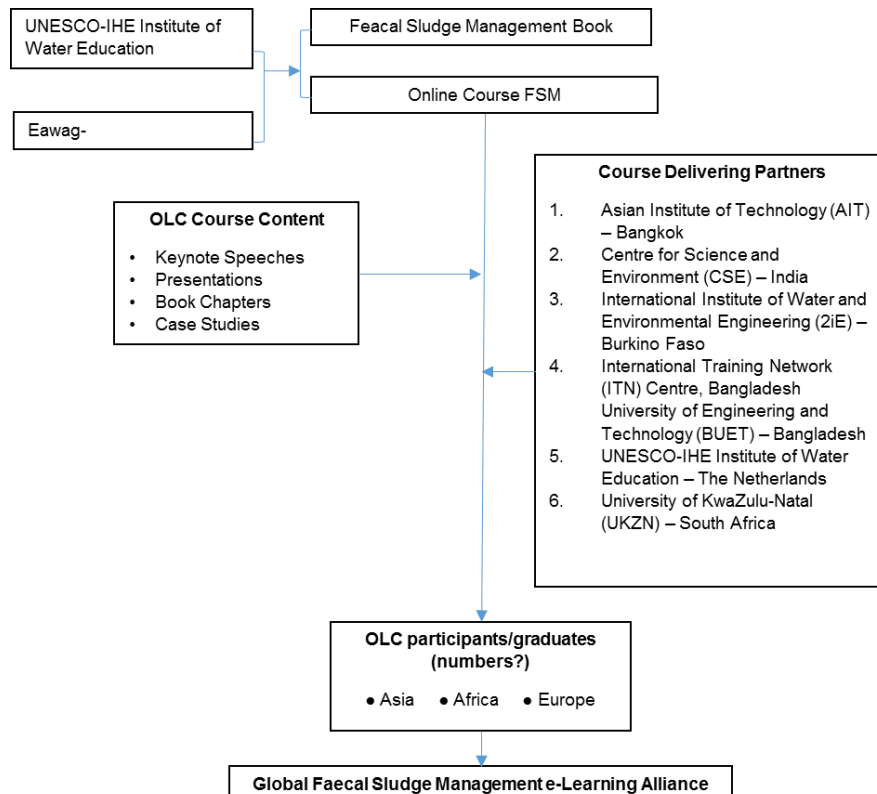 UNESCO-IHE Institute of
Water Education
Feacal Sludge Management Book
Online Course FSM
Eawag-
OLC Course Content
• Keynote Speeches
• Presentations
• Book Chapters
• Case Studies
Course Delivering Partners
1. Asian Institute of Technology (AIT)
– Bangkok
2. Centre for Science and
Environment (CSE) – India
3. International Institute of Water and
Environmental Engineering (2iE) –
Burkino Faso
4. International Training Network
(ITN) Centre, Bangladesh
University of Engineering and
Technology (BUET) – Bangladesh
5. UNESCO-IHE Institute of Water
Education – The Netherlands
6. University of KwaZulu-Natal
(UKZN) – South Africa
OLC participants/graduates
(numbers?)
● Asia ● Africa ● Europe
Global Faecal Sludge Management e-Learning Alliance